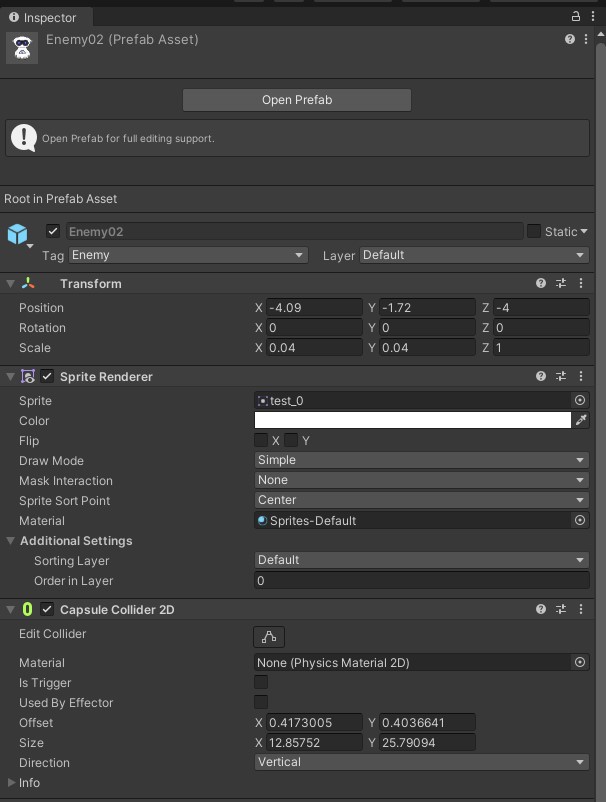 Inspector
Enemy02 (Prefab Asset)
Open Prefab
Open Prefab for full editing support.
Root in Prefab Asset
Enemy02 Static
Tag Enemy Layer Default
Transform
Position X -4.09 Y -1.72 Z -4
Rotation X 0 Y 0 Z 0
Scale X 0.04 Y 0.04 Z 1
Sprite Renderer
Sprite test_0
Color
Flip X Y
Draw Mode Simple
Mask Interaction None
Sprite Sort Point Center
Material Sprites-Default
Additional Settings
Sorting Layer Default
Order in Layer 0
Capsule Collider 2D
Edit Collider
Material None (Physics Material 2D)
Is Trigger
Used By Effector
Offset X 0.4173005 Y 0.4036641
Size X 12.85752 Y 25.79094
Direction Vertical
Info